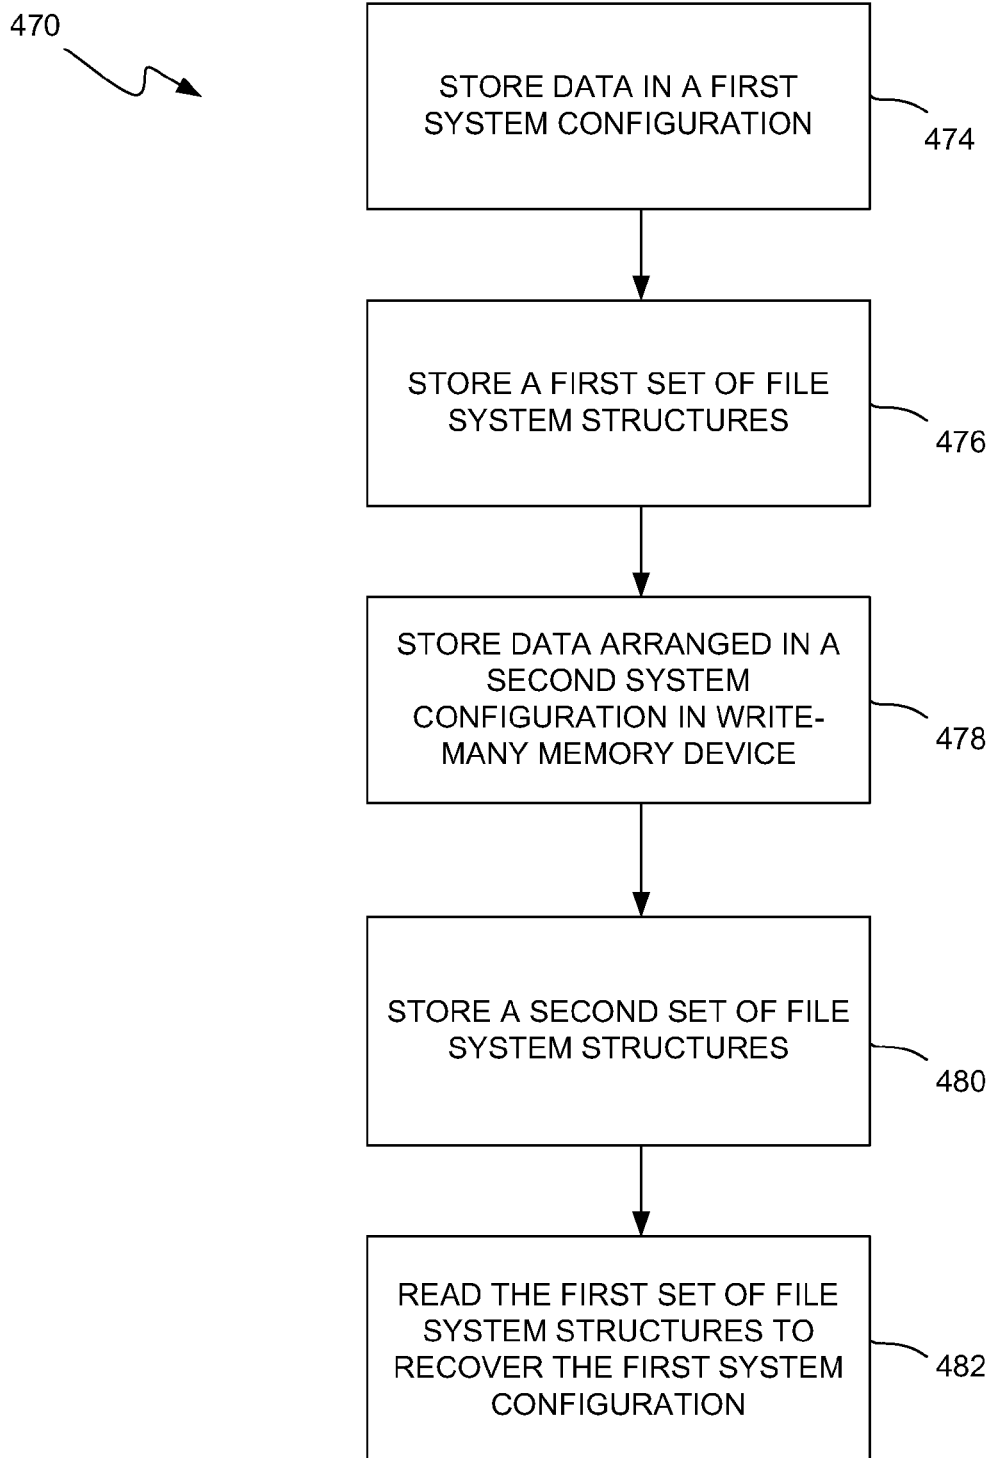 470
STORE DATA IN A FIRST
SYSTEM CONFIGURATION
474
STORE A FIRST SET OF FILE
SYSTEM STRUCTURES
476
STORE DATA ARRANGED IN A
SECOND SYSTEM
CONFIGURATION IN WRITE-
MANY MEMORY DEVICE
478
STORE A SECOND SET OF FILE
SYSTEM STRUCTURES
480
READ THE FIRST SET OF FILE
SYSTEM STRUCTURES TO
RECOVER THE FIRST SYSTEM
CONFIGURATION
482